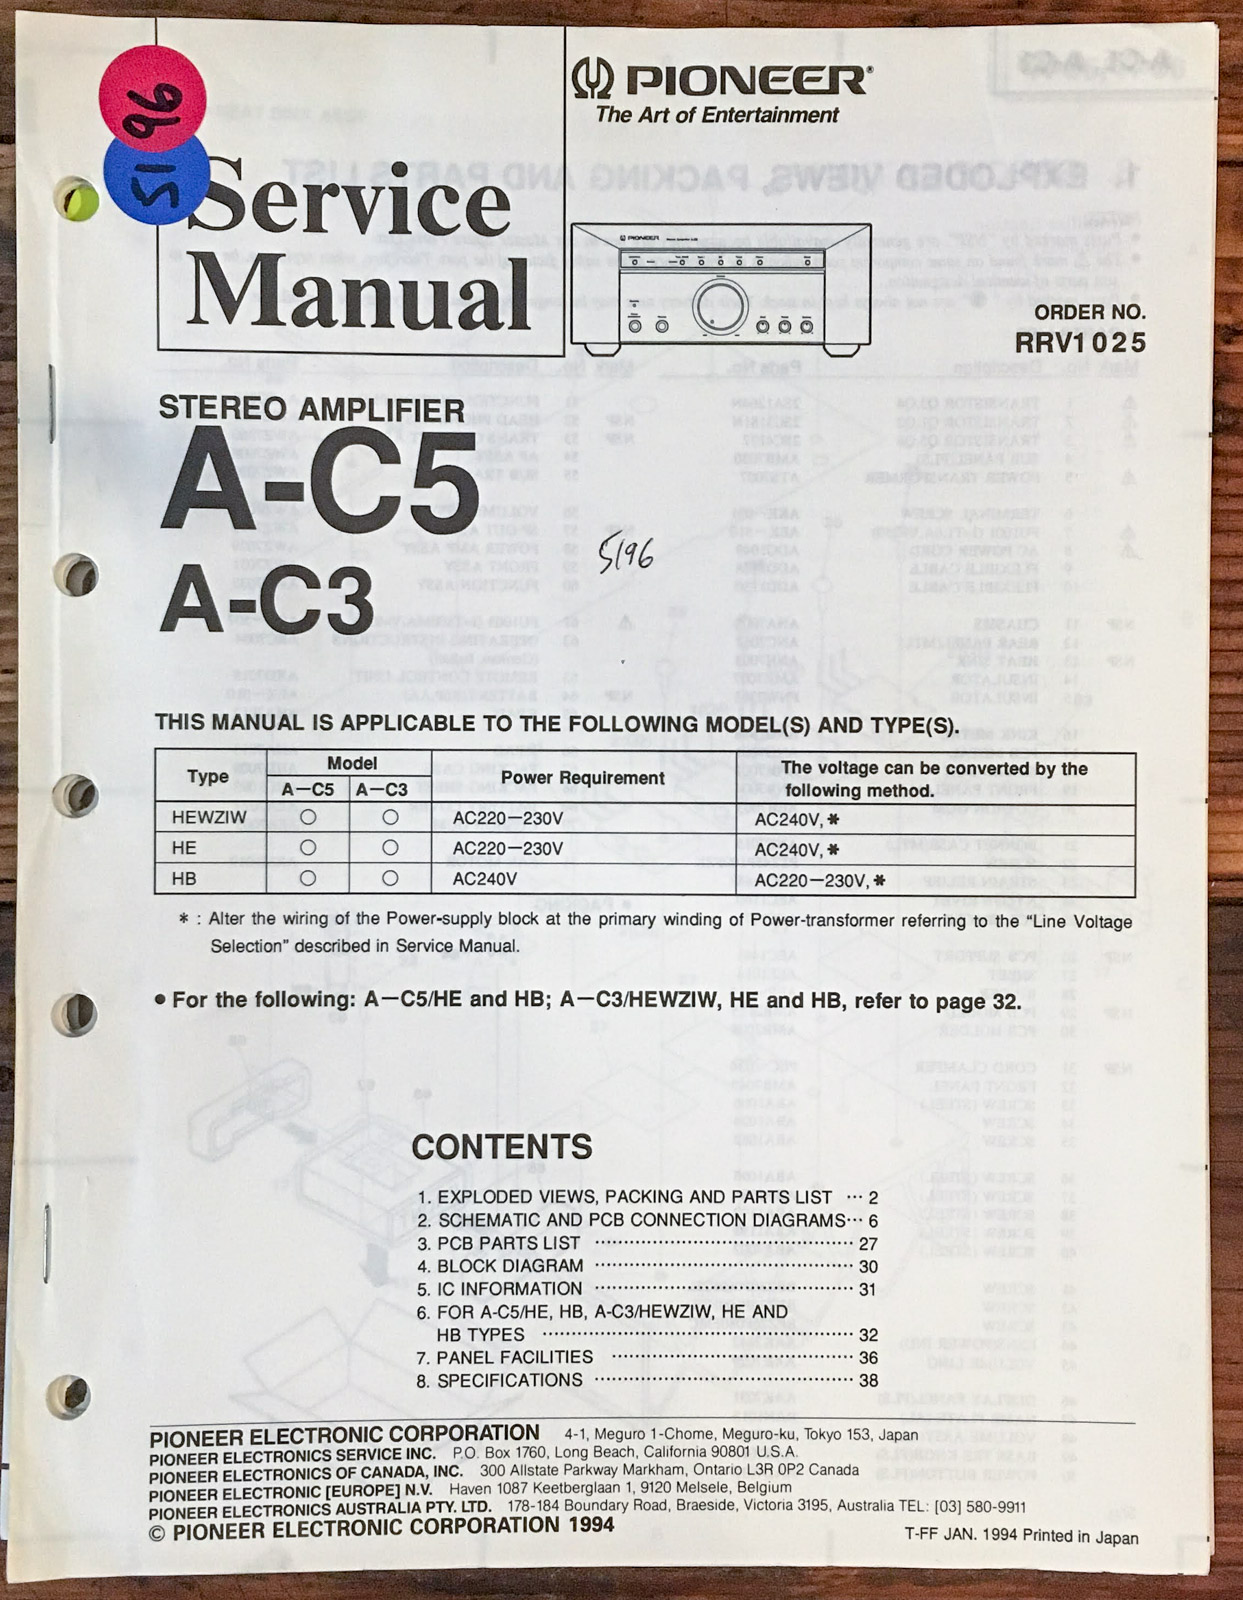 96
51
PIONEER®
The Art of Entertainment
Service
Manual
PIONEER
ORDER NO.
RRV1025
STEREO AMPLIFIER
A-C5
A-C3
5196
THIS MANUAL IS APPLICABLE TO THE FOLLOWING MODEL(S) AND TYPE(S).
Type Model Power Requirement The voltage can be converted by the following method.
A—C5 A—C3
HEWZIW ○ ○ AC220—230V AC240V, *
HE ○ ○ AC220—230V AC240V, *
HB ○ ○ AC240V AC220—230V, *
* : Alter the wiring of the Power-supply block at the primary winding of Power-transformer referring to the “Line Voltage
Selection” described in Service Manual.
● For the following: A—C5/HE and HB; A—C3/HEWZIW, HE and HB, refer to page 32.
CONTENTS
1. EXPLODED VIEWS, PACKING AND PARTS LIST ··· 2
2. SCHEMATIC AND PCB CONNECTION DIAGRAMS··· 6
3. PCB PARTS LIST ··· 27
4. BLOCK DIAGRAM ··· 30
5. IC INFORMATION ··· 31
6. FOR A-C5/HE, HB, A-C3/HEWZIW, HE AND
HB TYPES ··· 32
7. PANEL FACILITIES ··· 36
8. SPECIFICATIONS ··· 38
PIONEER ELECTRONIC CORPORATION 4-1, Meguro 1-Chome, Meguro-ku, Tokyo 153, Japan
PIONEER ELECTRONICS SERVICE INC. P.O. Box 1760, Long Beach, California 90801 U.S.A.
PIONEER ELECTRONICS OF CANADA, INC. 300 Allstate Parkway Markham, Ontario L3R 0P2 Canada
PIONEER ELECTRONIC [EUROPE] N.V. Haven 1087 Keetberglaan 1, 9120 Melsele, Belgium
PIONEER ELECTRONICS AUSTRALIA PTY. LTD. 178-184 Boundary Road, Braeside, Victoria 3195, Australia TEL: [03] 580-9911
© PIONEER ELECTRONIC CORPORATION 1994
T-FF JAN. 1994 Printed in Japan